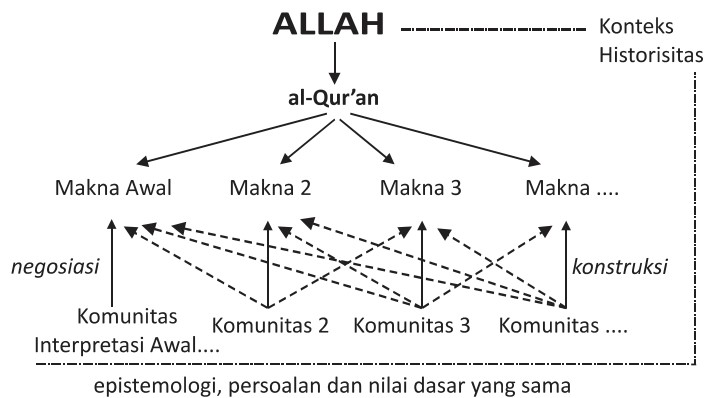 ALLAH
Konteks
Historisitas
al-Qur’an
Makna Awal
Makna 2
Makna 3
Makna ....
negosiasi
konstruksi
Komunitas
Interpretasi Awal....
Komunitas 2
Komunitas 3
Komunitas ....
epistemologi, persoalan dan nilai dasar yang sama